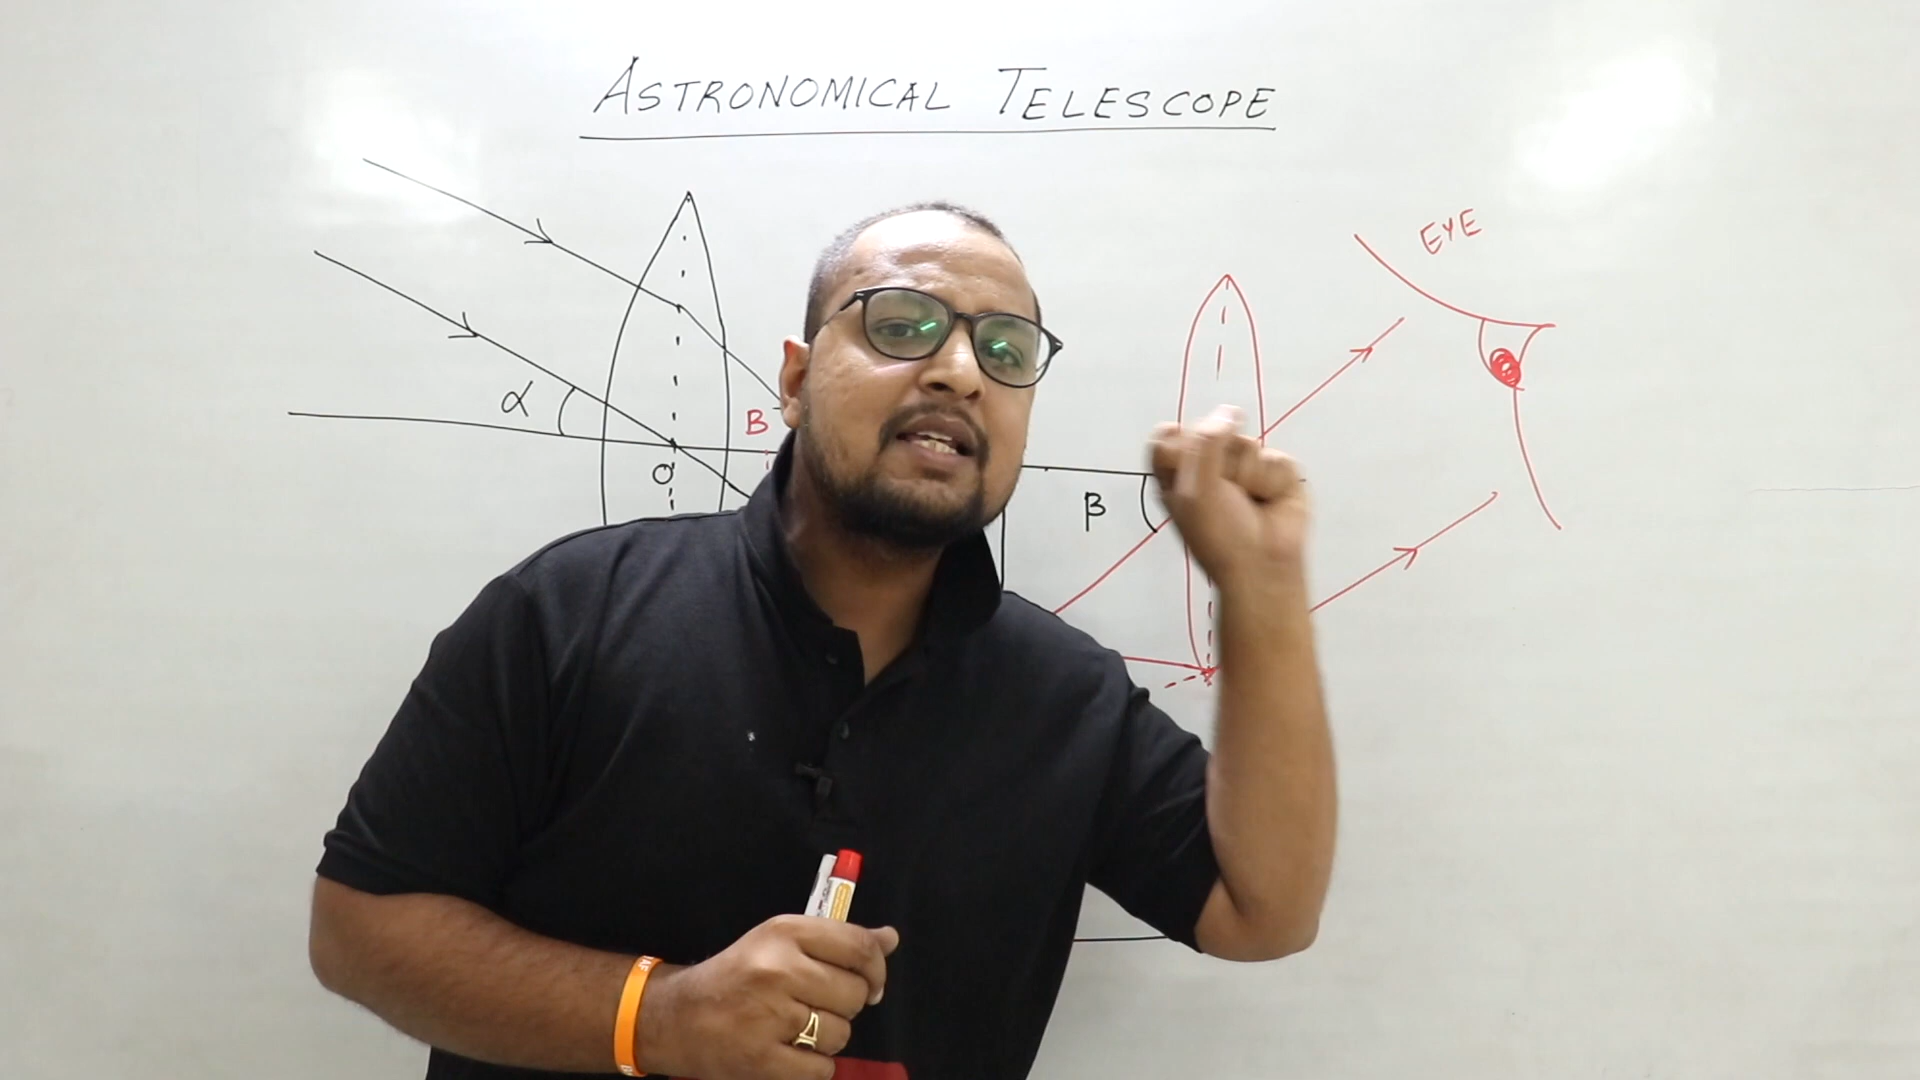 ASTRONOMICAL TELESCOPE
EYE
α
B
O
β